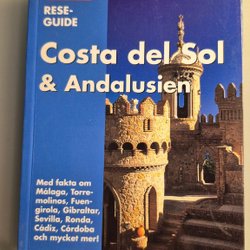 RESE-
GUIDE
Costa del Sol
& Andalusien
Med fakta om
Málaga, Torre-
molinos, Fuen-
girola, Gibraltar,
Sevilla, Ronda,
Cádiz, Córdoba
och mycket mer!